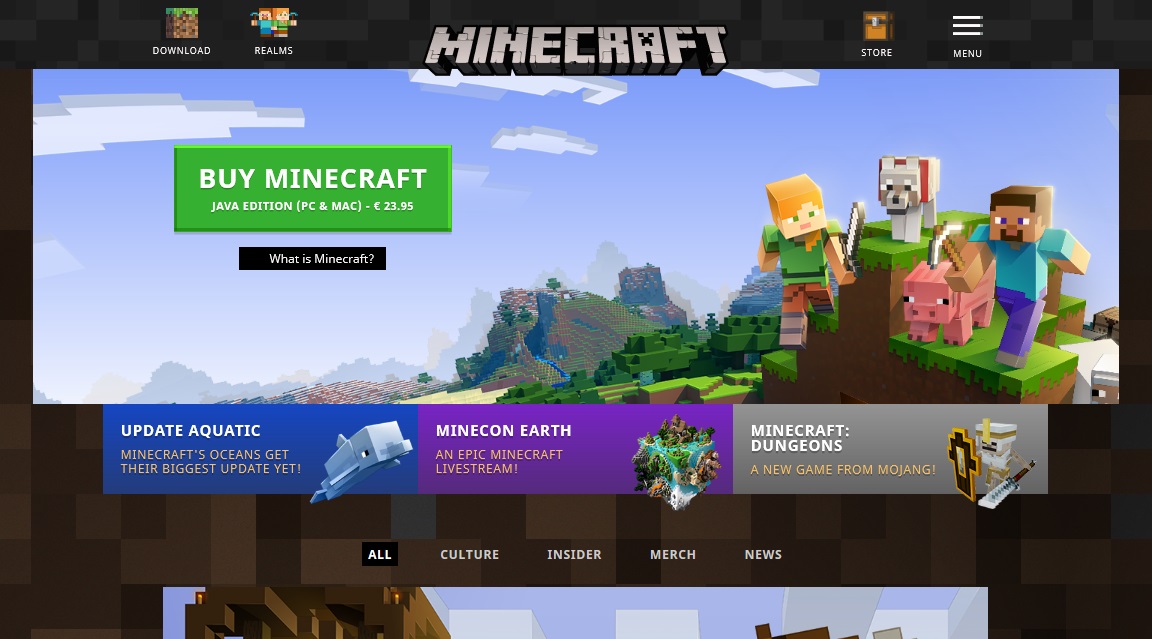 DOWNLOAD
REALMS
MINECRAFT
STORE
MENU
BUY MINECRAFT
JAVA EDITION (PC & MAC) - € 23.95
What is Minecraft?
UPDATE AQUATIC
MINECRAFT'S OCEANS GET
THEIR BIGGEST UPDATE YET!
MINECON EARTH
AN EPIC MINECRAFT
LIVESTREAM!
MINECRAFT:
DUNGEONS
A NEW GAME FROM MOJANG!
ALL
CULTURE
INSIDER
MERCH
NEWS